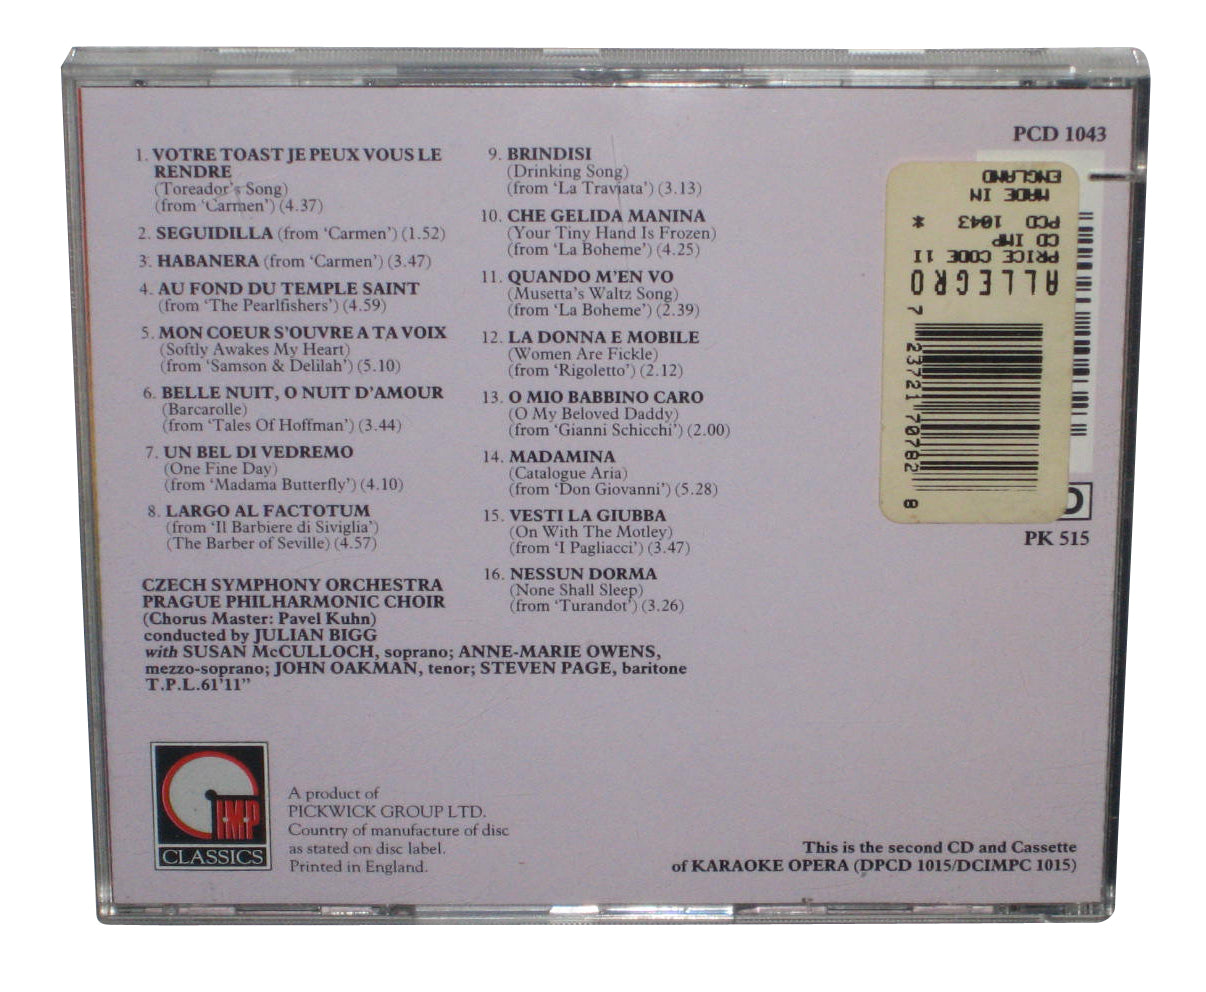 PCD 1043
1. VOTRE TOAST JE PEUX VOUS LE
RENDRE
(Toreador's Song)
(from 'Carmen') (4.37)
2. SEGUIDILLA (from 'Carmen') (1.52)
3. HABANERA (from 'Carmen') (3.47)
4. AU FOND DU TEMPLE SAINT
(from 'The Pearlfishers') (4.59)
5. MON COEUR S'OUVRE A TA VOIX
(Softly Awakes My Heart)
(from 'Samson & Delilah') (5.10)
6. BELLE NUIT, O NUIT D'AMOUR
(Barcarolle)
(from 'Tales Of Hoffman') (3.44)
7. UN BEL DI VEDREMO
(One Fine Day)
(from 'Madama Butterfly') (4.10)
8. LARGO AL FACTOTUM
(from 'Il Barbiere di Siviglia')
(The Barber of Seville) (4.57)
9. BRINDISI
(Drinking Song)
(from 'La Traviata') (3.13)
10. CHE GELIDA MANINA
(Your Tiny Hand Is Frozen)
(from 'La Boheme') (4.25)
11. QUANDO M'EN VO
(Musetta's Waltz Song)
(from 'La Boheme') (2.39)
12. LA DONNA E MOBILE
(Women Are Fickle)
(from 'Rigoletto') (2.12)
13. O MIO BABBINO CARO
(O My Beloved Daddy)
(from 'Gianni Schicchi') (2.00)
14. MADAMINA
(Catalogue Aria)
(from 'Don Giovanni') (5.28)
15. VESTI LA GIUBBA
(On With The Motley)
(from 'I Pagliacci') (3.47)
16. NESSUN DORMA
(None Shall Sleep)
(from 'Turandot') (3.26)
CZECH SYMPHONY ORCHESTRA
PRAGUE PHILHARMONIC CHOIR
(Chorus Master: Pavel Kuhn)
conducted by JULIAN BIGG
with SUSAN McCULLOCH, soprano; ANNE-MARIE OWENS,
mezzo-soprano; JOHN OAKMAN, tenor; STEVEN PAGE, baritone
T.P.L.61'11"
7 23721 70782 8
ALLEGRO
PRICE CODE 11
CD IMP
PCD 1043 *
MADE IN
ENGLAND
PK 515
IMP
CLASSICS
A product of
PICKWICK GROUP LTD.
Country of manufacture of disc
as stated on disc label.
Printed in England.
This is the second CD and Cassette
of KARAOKE OPERA (DPCD 1015/DCIMPC 1015)